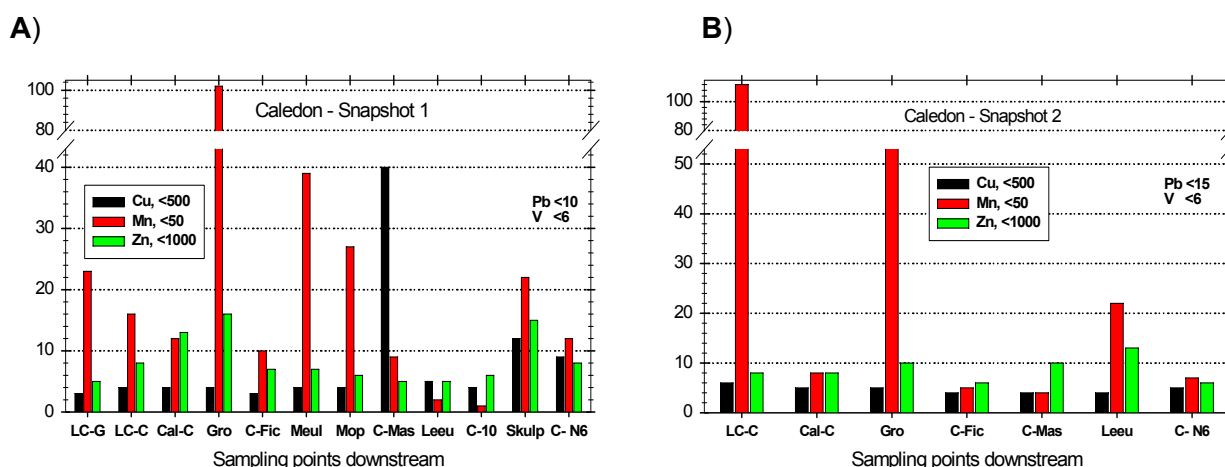 A)
100
80
40
30
20
10
0
Caledon - Snapshot 1
Cu, <500
Mn, <50
Zn, <1000
Pb <10
V <6
LC-G LC-C Cal-C Gro C-Fic Meul Mop C-Mas Leeu C-10 Skulp C- N6
Sampling points downstream
B)
100
80
50
40
30
20
10
0
Caledon - Snapshot 2
Cu, <500
Mn, <50
Zn, <1000
Pb <15
V <6
LC-C Cal-C Gro C-Fic C-Mas Leeu C- N6
Sampling points downstream